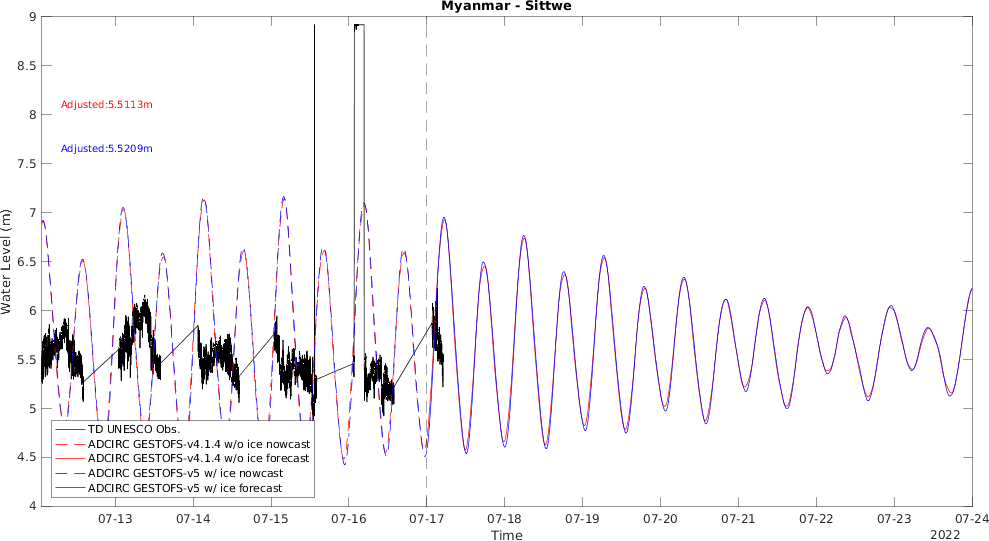 Myanmar - Sittwe
9
8.5
8
7.5
7
6.5
6
5.5
5
4.5
4
Water Level (m)
Adjusted:5.5113m
Adjusted:5.5209m
TD UNESCO Obs.
ADCIRC GESTOFS-v4.1.4 w/o ice nowcast
ADCIRC GESTOFS-v4.1.4 w/o ice forecast
ADCIRC GESTOFS-v5 w/ ice nowcast
ADCIRC GESTOFS-v5 w/ ice forecast
07-13 07-14 07-15 07-16 07-17 07-18 07-19 07-20 07-21 07-22 07-23 07-24
Time
2022